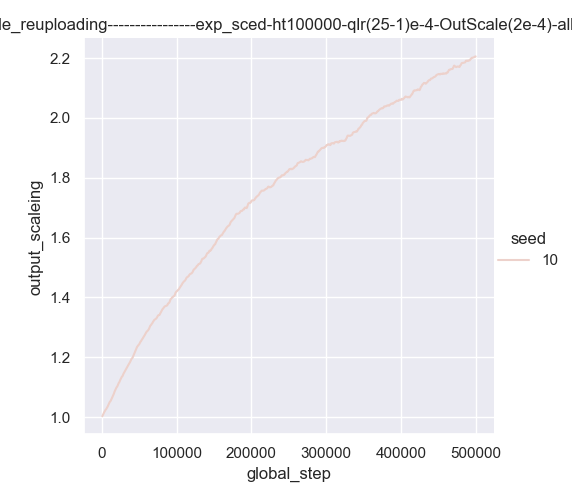 le_reuploading----------------exp_sced-ht100000-qlr(25-1)e-4-OutScale(2e-4)-all
2.2
2.0
1.8
1.6
1.4
1.2
1.0
output_scaleing
seed
10
0 100000 200000 300000 400000 500000
global_step